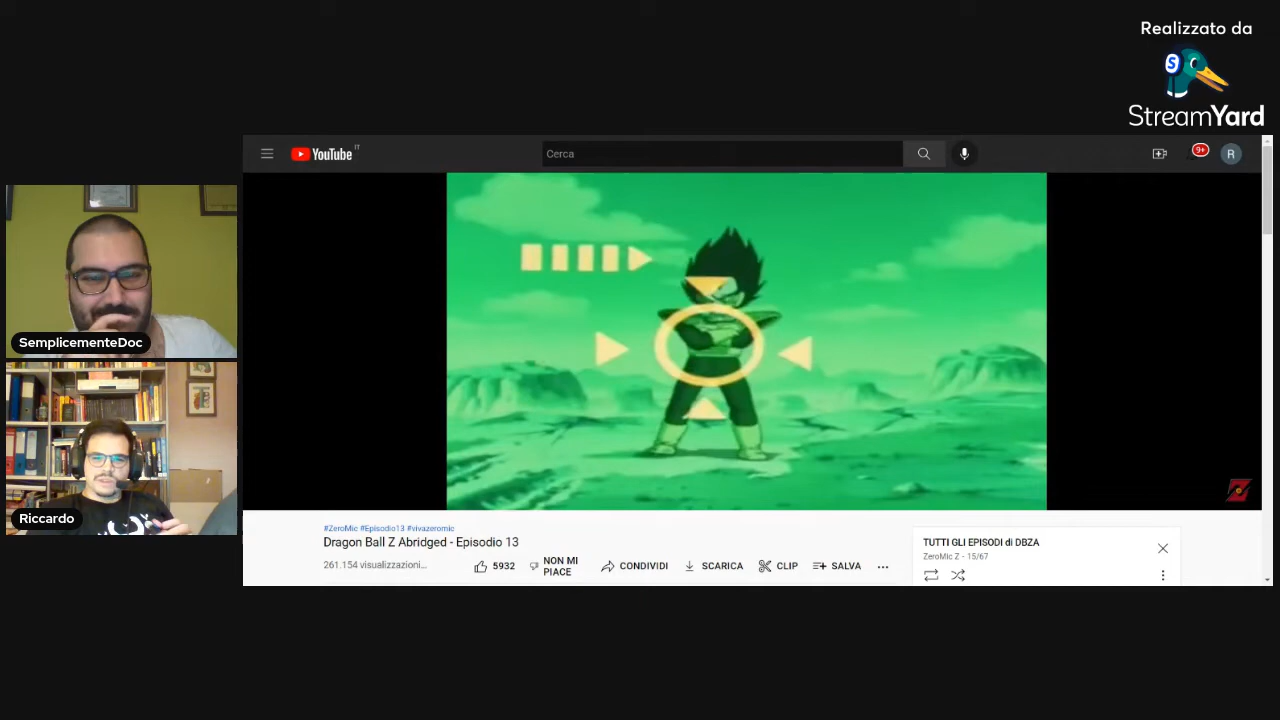 Realizzato da
StreamYard
YouTube IT
Cerca
9+
R
SemplicementeDoc
Riccardo
#ZeroMic #Episodio13 #vivazeromic
Dragon Ball Z Abridged - Episodio 13
261.154 visualizzazioni...
5932
NON MI
PIACE
CONDIVIDI
SCARICA
CLIP
SALVA
...
TUTTI GLI EPISODI di DBZA
ZeroMic Z - 15/67